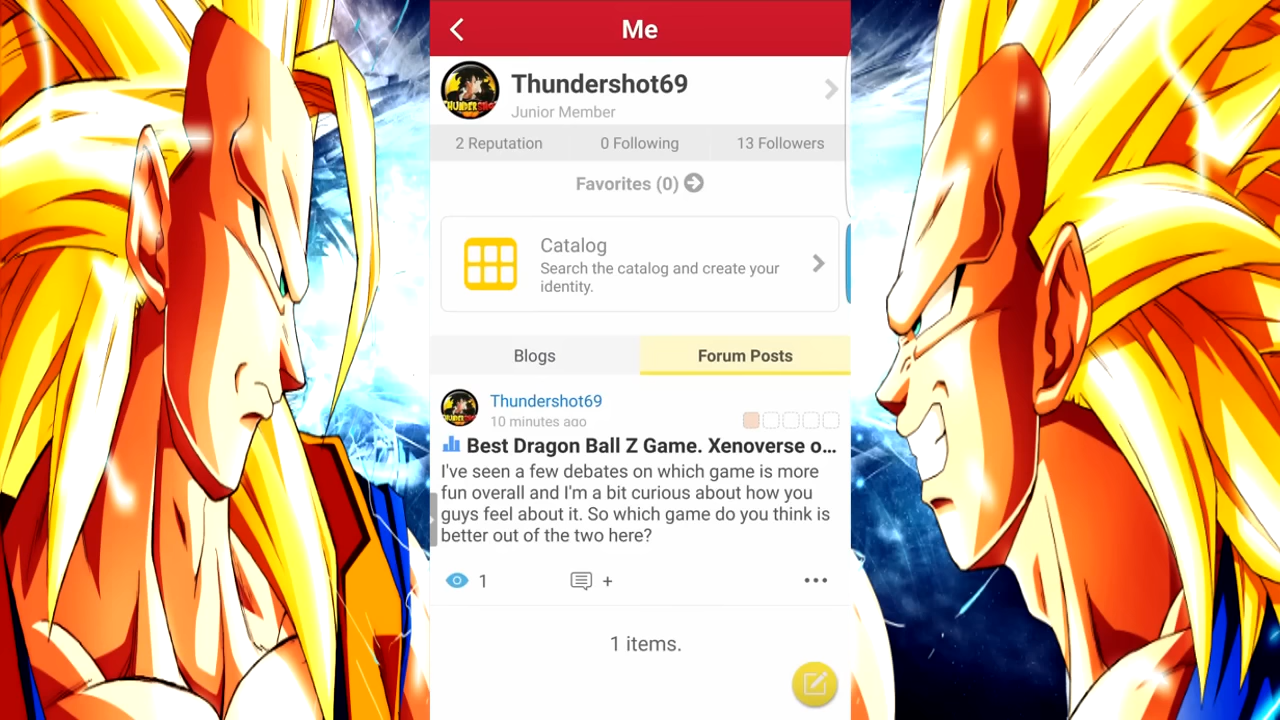 Me
Thundershot69
Junior Member
2 Reputation 0 Following 13 Followers
Favorites (0)
Catalog
Search the catalog and create your
identity.
Blogs Forum Posts
Thundershot69
10 minutes ago
Best Dragon Ball Z Game. Xenoverse o...
I've seen a few debates on which game is more
fun overall and I'm a bit curious about how you
guys feel about it. So which game do you think is
better out of the two here?
1 +
1 items.